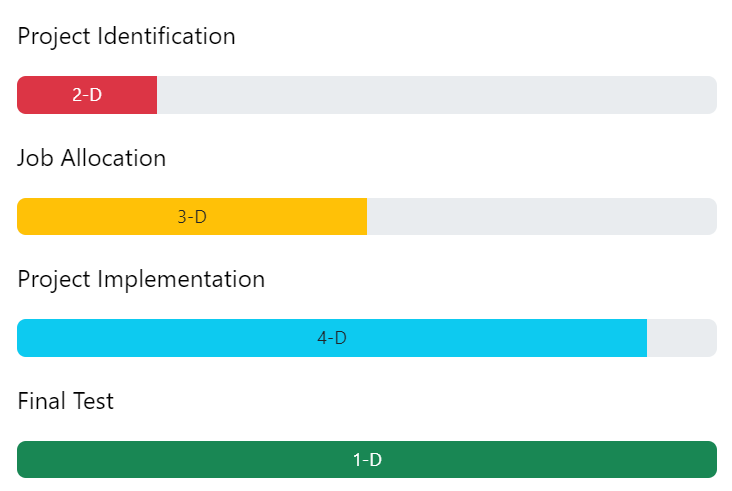 Project Identification
2-D
Job Allocation
3-D
Project Implementation
4-D
Final Test
1-D